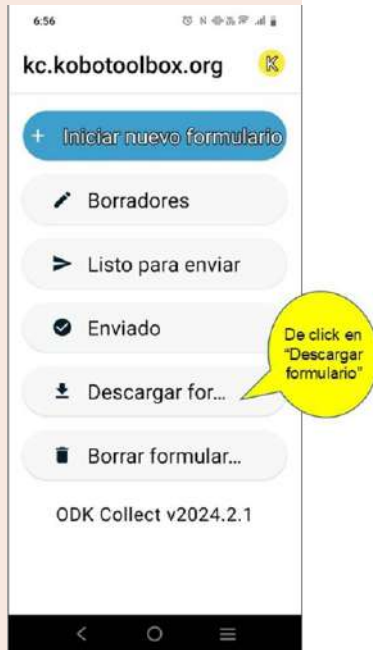 6:56
kc.kobotoolbox.org
K
+ Iniciar nuevo formulario
Borradores
Listo para enviar
Enviado
De click en
"Descargar
formulario"
Descargar for...
Borrar formular...
ODK Collect v2024.2.1